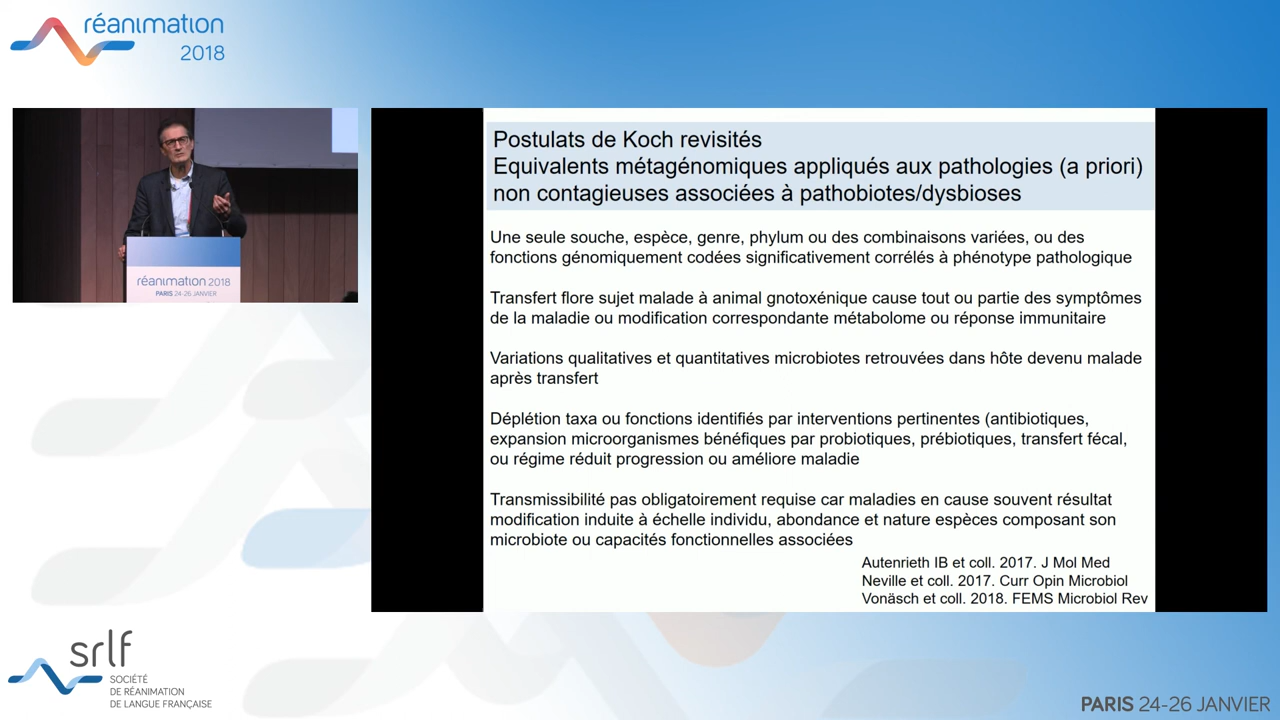 réanimation
2018
réanimation 2018
PARIS 24-26 JANVIER
Postulats de Koch revisités
Equivalents métagénomiques appliqués aux pathologies (a priori)
non contagieuses associées à pathobiotes/dysbioses
Une seule souche, espèce, genre, phylum ou des combinaisons variées, ou des
fonctions génomiquement codées significativement corrélés à phénotype pathologique
Transfert flore sujet malade à animal gnotoxénique cause tout ou partie des symptômes
de la maladie ou modification correspondante métabolome ou réponse immunitaire
Variations qualitatives et quantitatives microbiotes retrouvées dans hôte devenu malade
après transfert
Déplétion taxa ou fonctions identifiés par interventions pertinentes (antibiotiques,
expansion microorganismes bénéfiques par probiotiques, prébiotiques, transfert fécal,
ou régime réduit progression ou améliore maladie
Transmissibilité pas obligatoirement requise car maladies en cause souvent résultat
modification induite à échelle individu, abondance et nature espèces composant son
microbiote ou capacités fonctionnelles associées
Autenrieth IB et coll. 2017. J Mol Med
Neville et coll. 2017. Curr Opin Microbiol
Vonäsch et coll. 2018. FEMS Microbiol Rev
srlf
SOCIÉTÉ
DE RÉANIMATION
DE LANGUE FRANÇAISE
PARIS 24-26 JANVIER